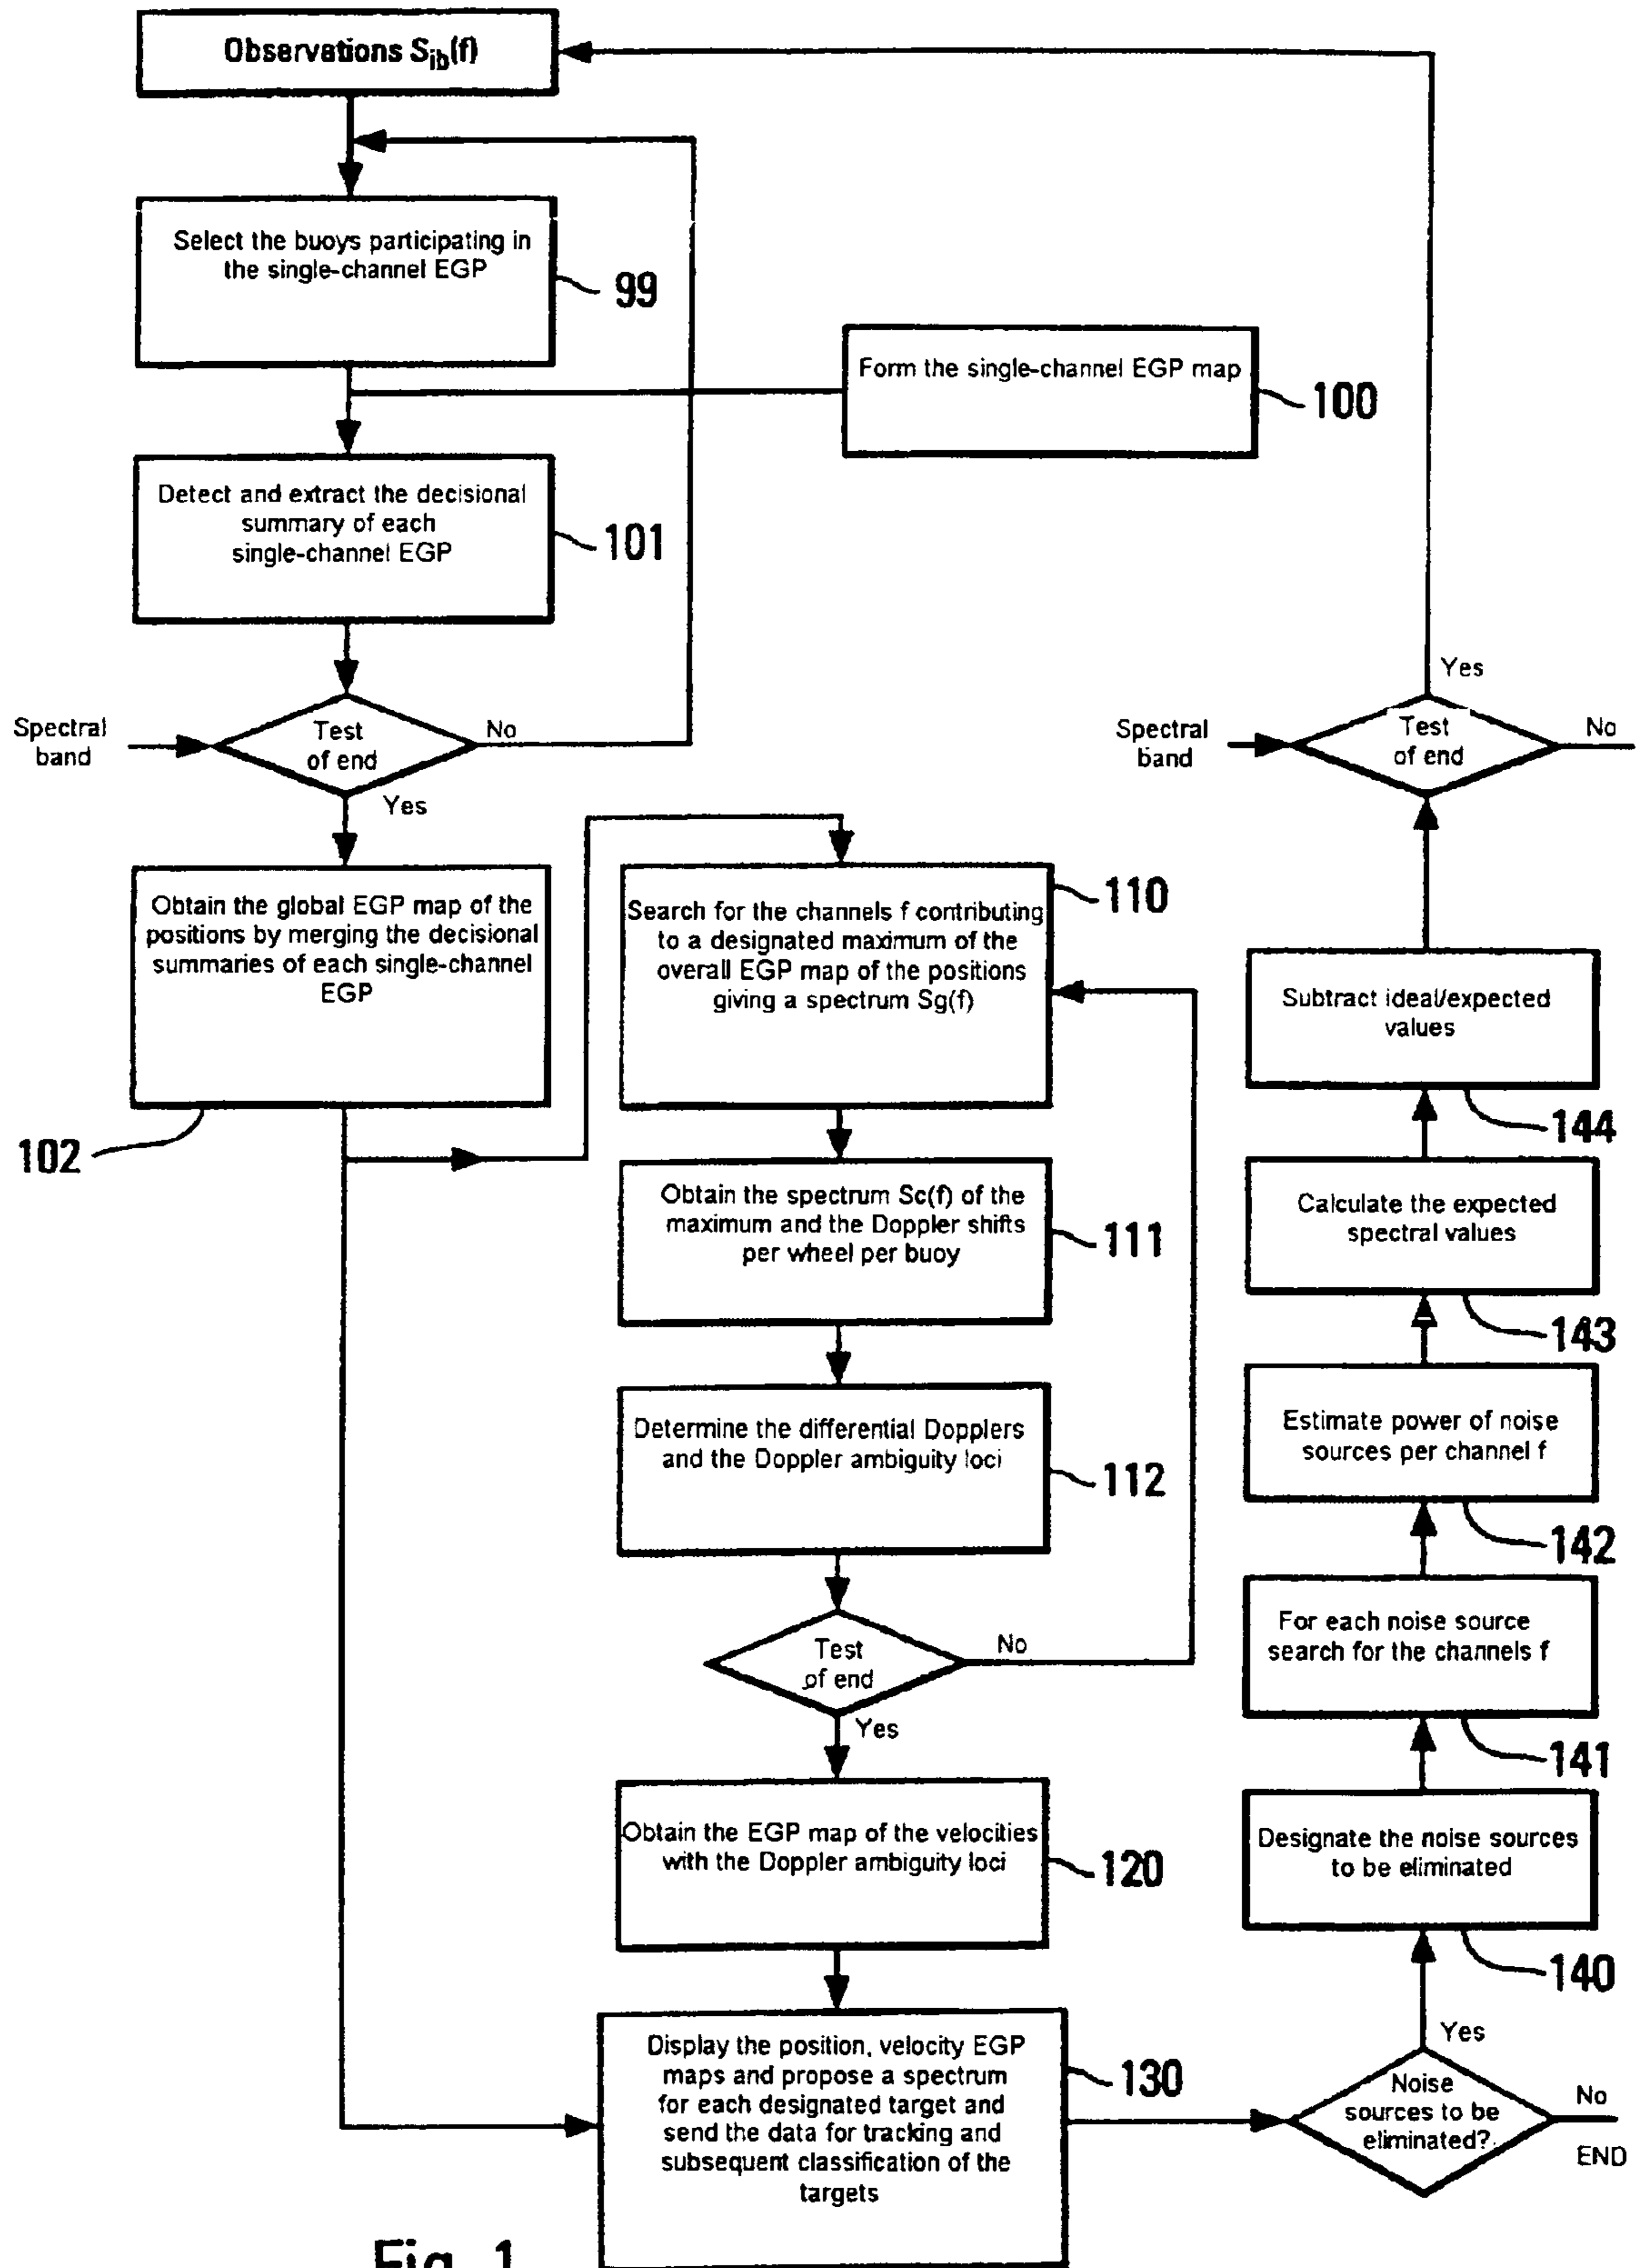 Observations Sib(f)
Select the buoys participating in
the single-channel EGP
99
Form the single-channel EGP map
100
Detect and extract the decisional
summary of each
single-channel EGP
101
Spectral
band
Test
of end
No
Yes
Obtain the global EGP map of the
positions by merging the decisional
summaries of each single-channel
EGP
102
Search for the channels f contributing
to a designated maximum of the
overall EGP map of the positions
giving a spectrum Sg(f)
110
Obtain the spectrum Sc(f) of the
maximum and the Doppler shifts
per wheel per buoy
111
Determine the differential Dopplers
and the Doppler ambiguity loci
112
Test
of end
No
Yes
Obtain the EGP map of the velocities
with the Doppler ambiguity loci
120
Display the position, velocity EGP
maps and propose a spectrum
for each designated target and
send the data for tracking and
subsequent classification of the
targets
130
Noise
sources to be
eliminated?
No
END
Yes
Designate the noise sources
to be eliminated
140
For each noise source
search for the channels f
141
Estimate power of noise
sources per channel f
142
Calculate the expected
spectral values
143
Subtract ideal/expected
values
144
Spectral
band
Test
of end
No
Yes
Fig. 1